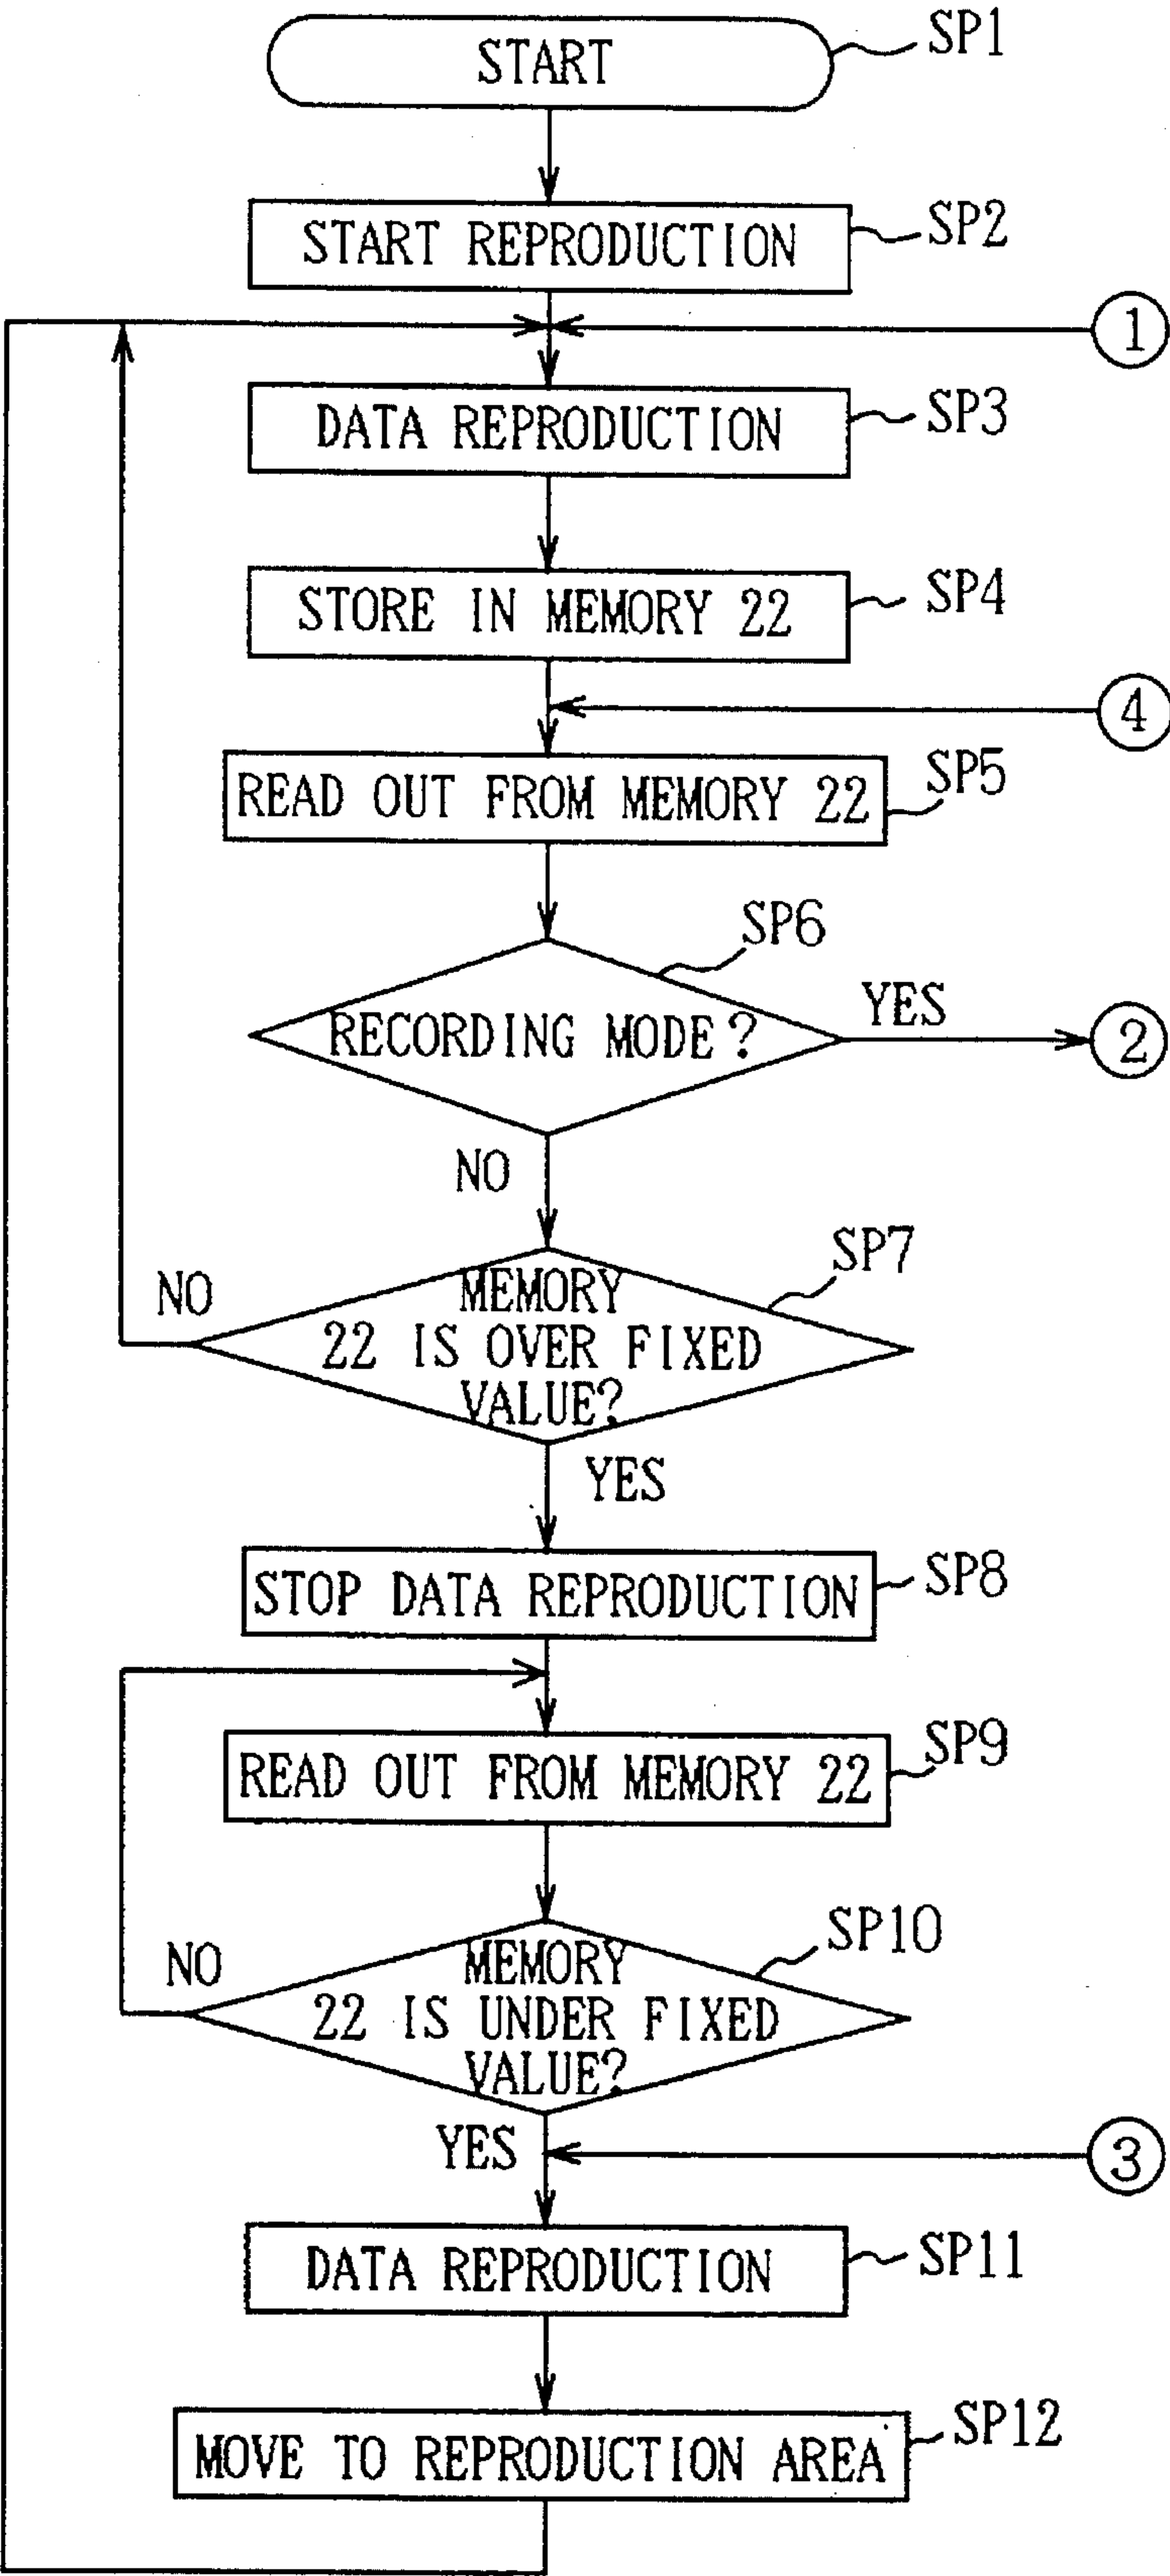 START
SP1
START REPRODUCTION
SP2
1
DATA REPRODUCTION
SP3
STORE IN MEMORY 22
SP4
4
READ OUT FROM MEMORY 22
SP5
SP6
RECORDING MODE?
YES
2
NO
SP7
NO
MEMORY
22 IS OVER FIXED
VALUE?
YES
STOP DATA REPRODUCTION
SP8
READ OUT FROM MEMORY 22
SP9
SP10
NO
MEMORY
22 IS UNDER FIXED
VALUE?
YES
3
DATA REPRODUCTION
SP11
MOVE TO REPRODUCTION AREA
SP12